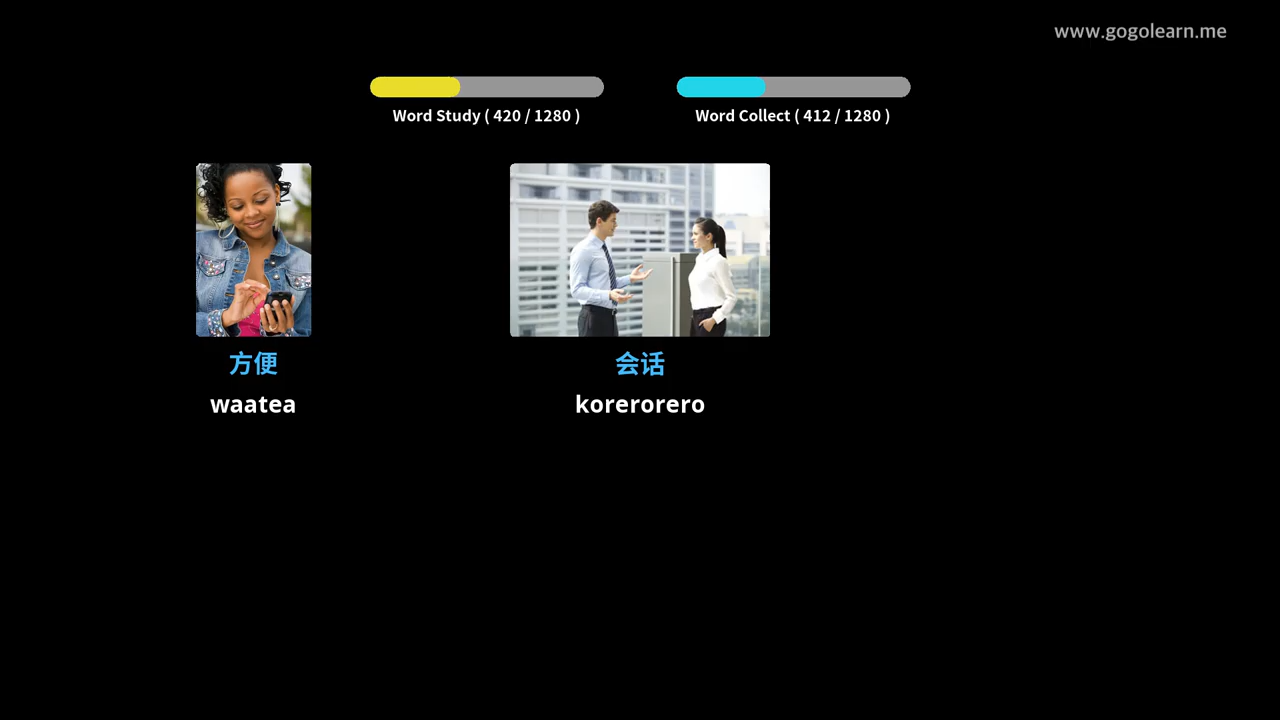 www.gogolearn.me
Word Study ( 420 / 1280 )
Word Collect ( 412 / 1280 )
方便
会话
waatea
korerorero